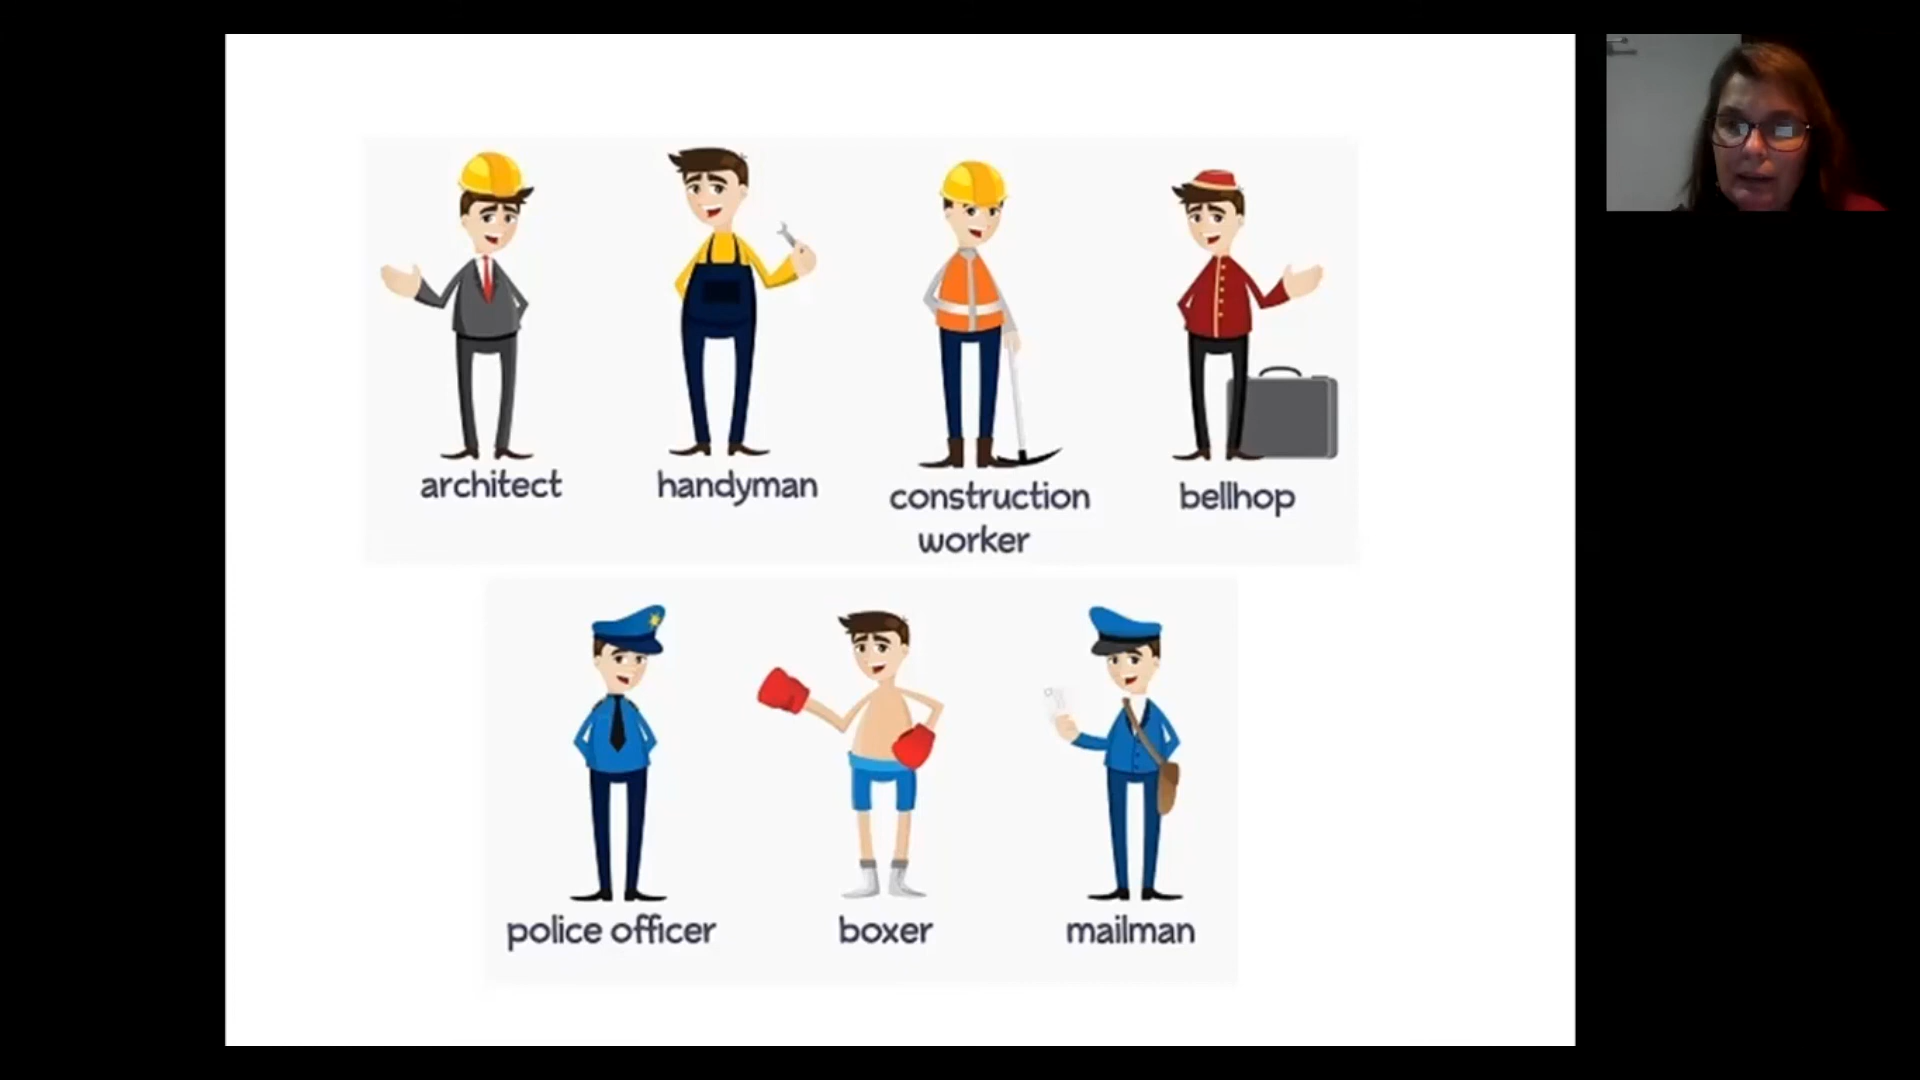 architect
handyman
construction
worker
bellhop
police officer
boxer
mailman